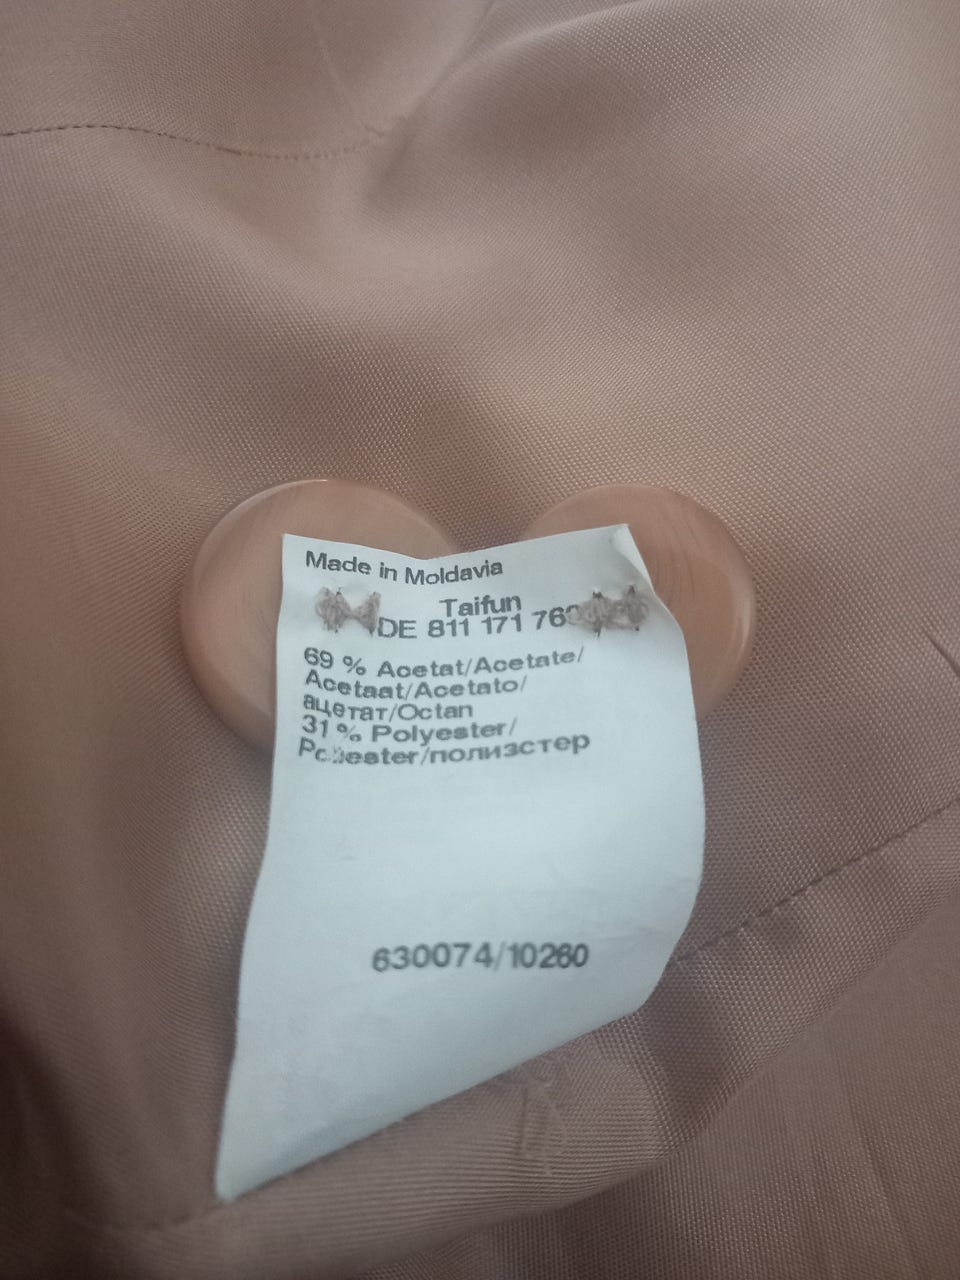 Made in Moldavia
Taifun
DE 811 171 76
69 % Acetat/Acetate/
Acetaat/Acetato/
ацетат/Octan
31 % Polyester/
Poliester/полиэстер
630074/10260